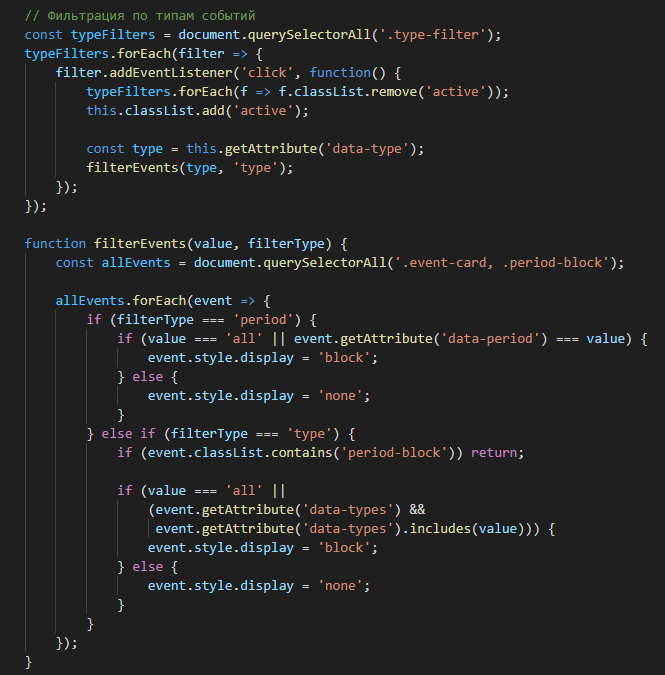 // Фильтрация по типам событий
const typeFilters = document.querySelectorAll('.type-filter');
typeFilters.forEach(filter => {
    filter.addEventListener('click', function() {
        typeFilters.forEach(f => f.classList.remove('active'));
        this.classList.add('active');

        const type = this.getAttribute('data-type');
        filterEvents(type, 'type');
    });
});

function filterEvents(value, filterType) {
    const allEvents = document.querySelectorAll('.event-card, .period-block');

    allEvents.forEach(event => {
        if (filterType === 'period') {
            if (value === 'all' || event.getAttribute('data-period') === value) {
                event.style.display = 'block';
            } else {
                event.style.display = 'none';
            }
        } else if (filterType === 'type') {
            if (event.classList.contains('period-block')) return;

            if (value === 'all' ||
                (event.getAttribute('data-types') &&
                 event.getAttribute('data-types').includes(value))) {
                event.style.display = 'block';
            } else {
                event.style.display = 'none';
            }
        }
    });
}